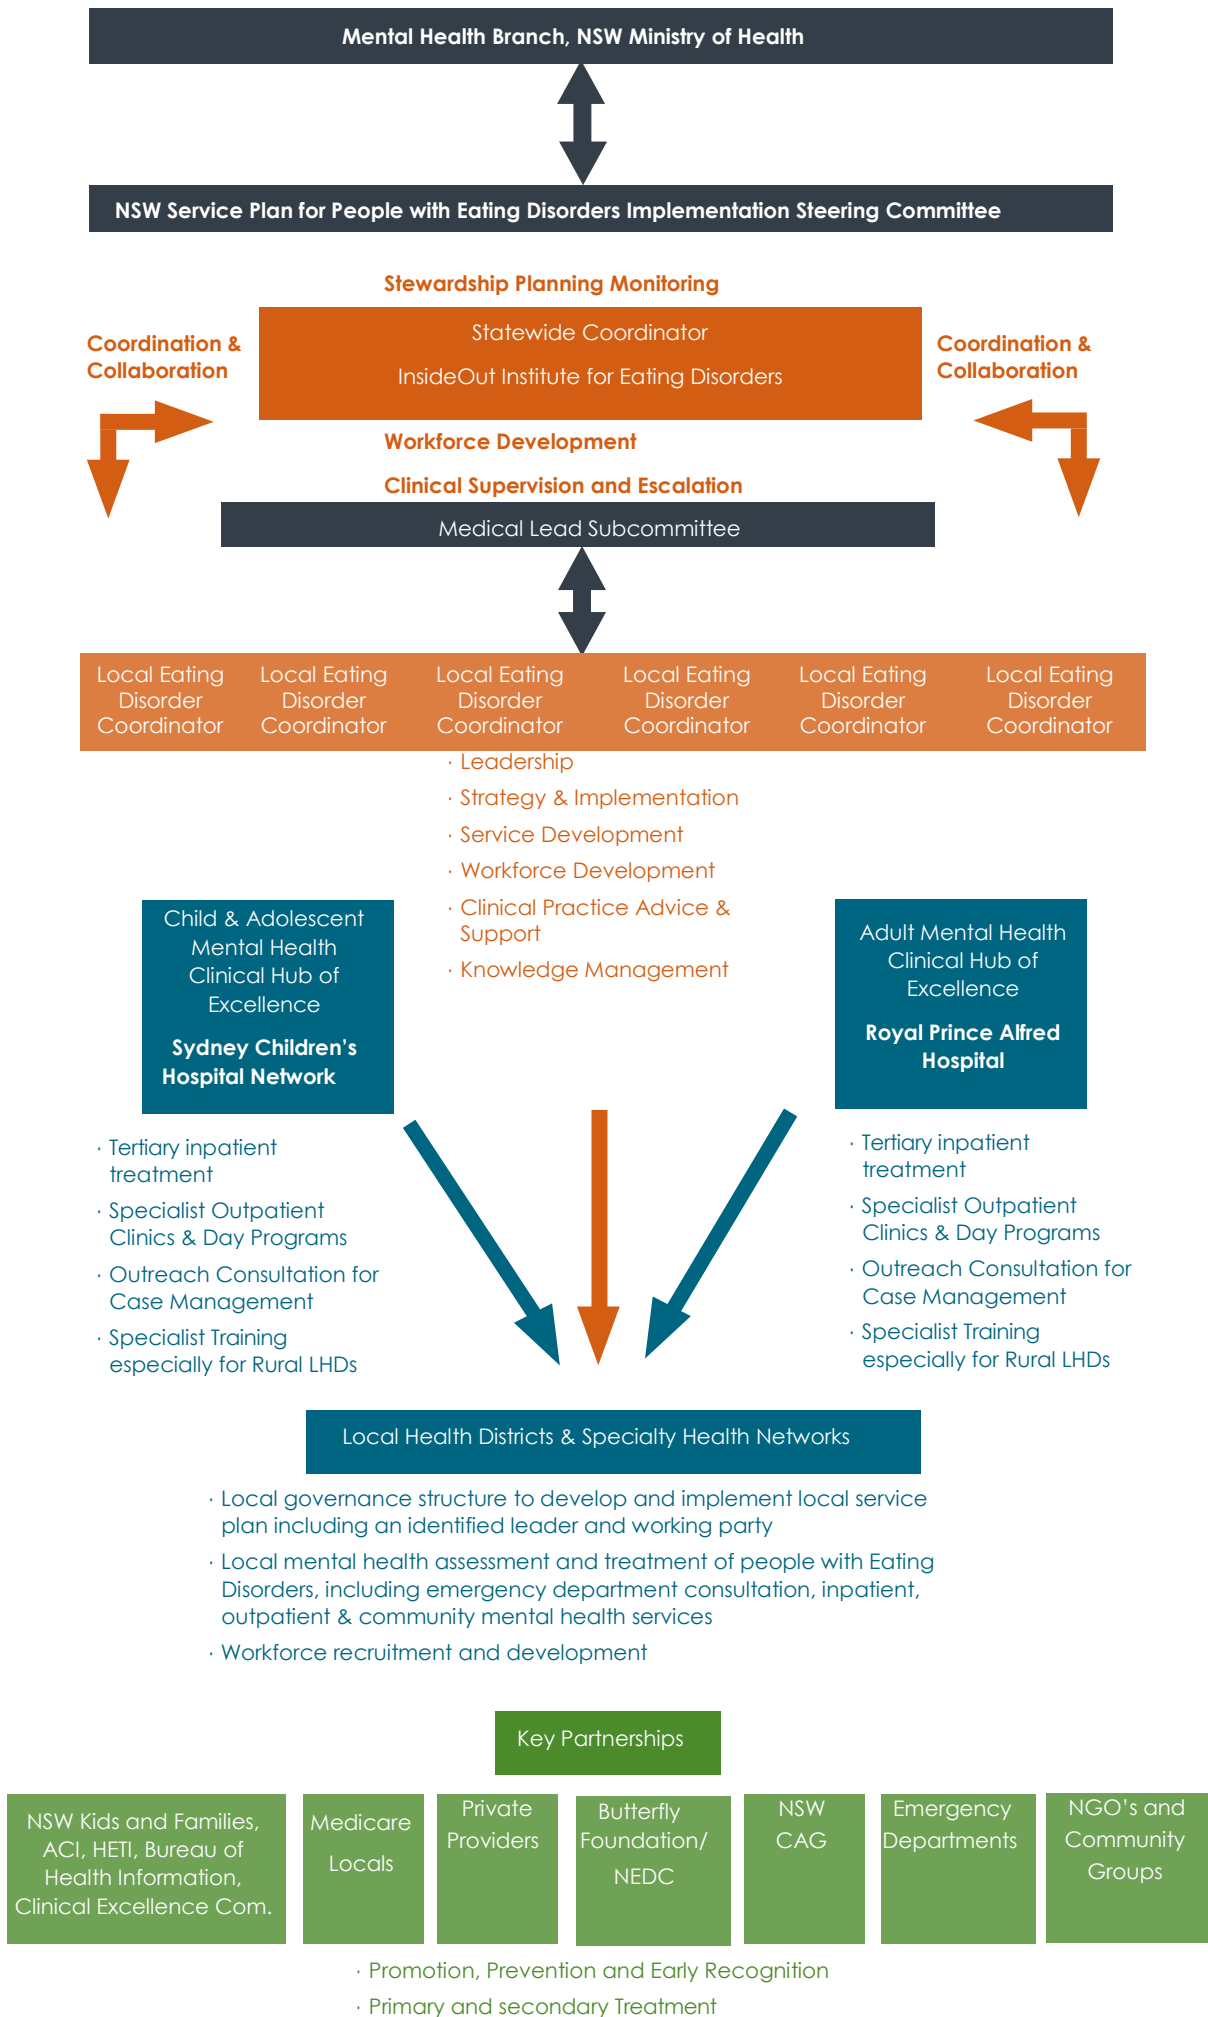 Mental Health Branch, NSW Ministry of Health
NSW Service Plan for People with Eating Disorders Implementation Steering Committee
Stewardship Planning Monitoring
Coordination &
Collaboration
Statewide Coordinator
InsideOut Institute for Eating Disorders
Coordination &
Collaboration
Workforce Development
Clinical Supervision and Escalation
Medical Lead Subcommittee
Local Eating
Disorder
Coordinator
Local Eating
Disorder
Coordinator
Local Eating
Disorder
Coordinator
Local Eating
Disorder
Coordinator
Local Eating
Disorder
Coordinator
Local Eating
Disorder
Coordinator
· Leadership
· Strategy & Implementation
· Service Development
· Workforce Development
· Clinical Practice Advice &
Support
· Knowledge Management
Child & Adolescent
Mental Health
Clinical Hub of
Excellence
Sydney Children's
Hospital Network
· Tertiary inpatient
treatment
· Specialist Outpatient
Clinics & Day Programs
· Outreach Consultation for
Case Management
· Specialist Training
especially for Rural LHDs
Adult Mental Health
Clinical Hub of
Excellence
Royal Prince Alfred
Hospital
· Tertiary inpatient
treatment
· Specialist Outpatient
Clinics & Day Programs
· Outreach Consultation for
Case Management
· Specialist Training
especially for Rural LHDs
Local Health Districts & Specialty Health Networks
· Local governance structure to develop and implement local service
plan including an identified leader and working party
· Local mental health assessment and treatment of people with Eating
Disorders, including emergency department consultation, inpatient,
outpatient & community mental health services
· Workforce recruitment and development
Key Partnerships
NSW Kids and Families,
ACI, HETI, Bureau of
Health Information,
Clinical Excellence Com.
Medicare
Locals
Private
Providers
Butterfly
Foundation/
NEDC
NSW
CAG
Emergency
Departments
NGO's and
Community
Groups
· Promotion, Prevention and Early Recognition
· Primary and secondary Treatment